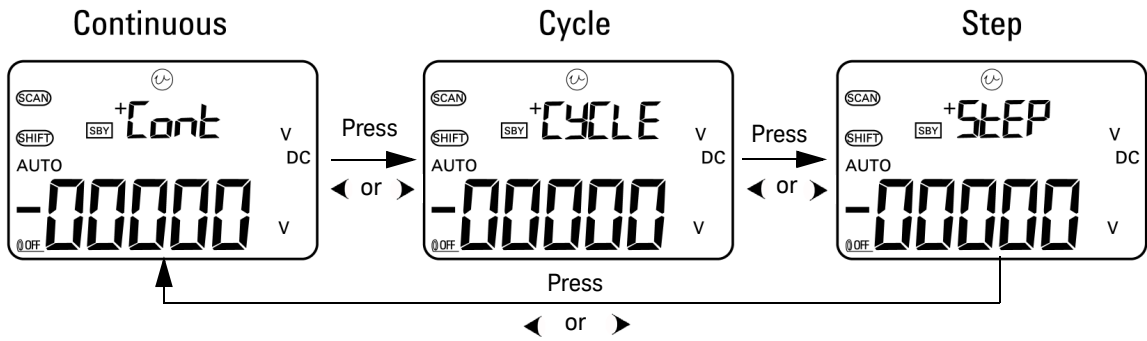 Continuous
Cycle
Step
SCAN
SHIFT
AUTO
SBY
+Cont
V
DC
-00000
V
OFF
Press
◀ or ▶
SCAN
SHIFT
AUTO
SBY
+CYCLE
V
DC
-00000
V
OFF
Press
◀ or ▶
SCAN
SHIFT
AUTO
SBY
+StEP
V
DC
-00000
V
OFF
Press
◀ or ▶